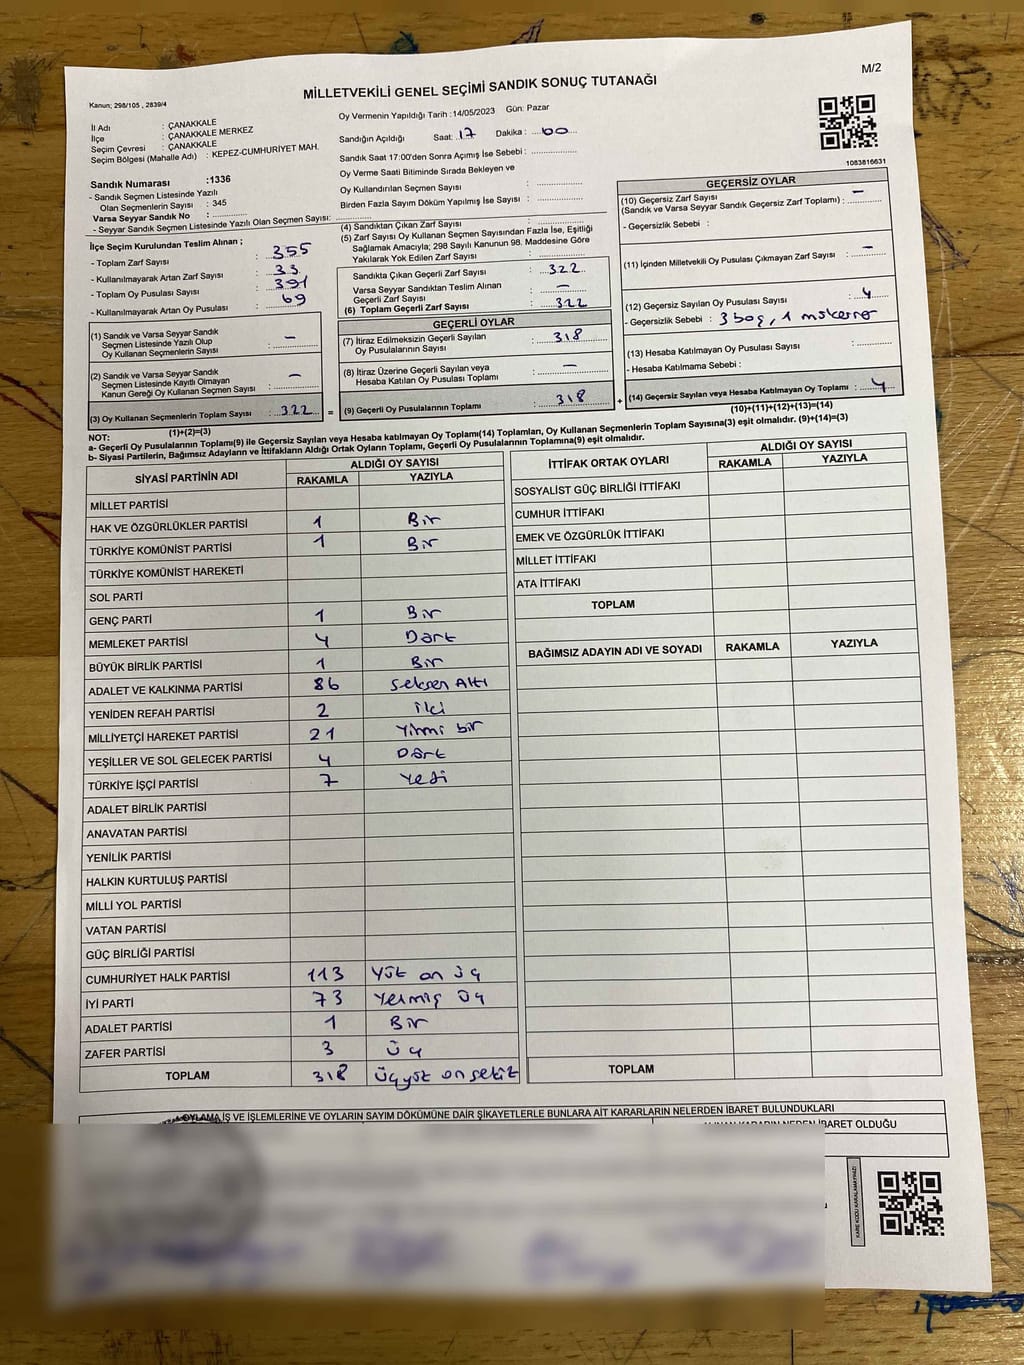 M/2
MİLLETVEKİLİ GENEL SEÇİMİ SANDIK SONUÇ TUTANAĞI
Kanun; 298/105 , 2839/4
Oy Vermenin Yapıldığı Tarih :14/05/2023 Gün: Pazar
İl Adı : ÇANAKKALE
İlçe : ÇANAKKALE MERKEZ
Seçim Çevresi : ÇANAKKALE
Seçim Bölgesi (Mahalle Adı) : KEPEZ-CUMHURİYET MAH.
Sandık Numarası :1336
- Sandık Seçmen Listesinde Yazılı
Olan Seçmenlerin Sayısı : 345
Varsa Seyyar Sandık No :
- Seyyar Sandık Seçmen Listesinde Yazılı Olan Seçmen Sayısı:
Sandığın Açıldığı Saat: 17 Dakika : 00
Sandık Saat 17:00'den Sonra Açımış İse Sebebi :
Oy Verme Saati Bitiminde Sırada Bekleyen ve
Oy Kullandırılan Seçmen Sayısı :
Birden Fazla Sayım Döküm Yapılmış İse Sayısı :
1083816631
İlçe Seçim Kurulundan Teslim Alınan ;
- Toplam Zarf Sayısı : 355
- Kullanılmayarak Artan Zarf Sayısı : 33
- Toplam Oy Pusulası Sayısı : 391
- Kullanılmayarak Artan Oy Pusulası : 69
(1) Sandık ve Varsa Seyyar Sandık
Seçmen Listesinde Yazılı Olup
Oy Kullanan Seçmenlerin Sayısı : –
(2) Sandık ve Varsa Seyyar Sandık
Seçmen Listesinde Kayıtlı Olmayan
Kanun Gereği Oy Kullanan Seçmen Sayısı : –
(3) Oy Kullanan Seçmenlerin Toplam Sayısı : 322 =
(1)+(2)=(3)
(4) Sandıktan Çıkan Zarf Sayısı
(5) Zarf Sayısı Oy Kullanan Seçmen Sayısından Fazla İse, Eşitliği
Sağlamak Amacıyla; 298 Sayılı Kanunun 98. Maddesine Göre
Yakılarak Yok Edilen Zarf Sayısı :
Sandıkta Çıkan Geçerli Zarf Sayısı : 322
Varsa Seyyar Sandıktan Teslim Alınan
Geçerli Zarf Sayısı : –
(6) Toplam Geçerli Zarf Sayısı : 322
GEÇERLİ OYLAR
(7) İtiraz Edilmeksizin Geçerli Sayılan
Oy Pusulalarının Sayısı : 318
(8) İtiraz Üzerine Geçerli Sayılan veya
Hesaba Katılan Oy Pusulası Toplamı : –
(9) Geçerli Oy Pusulalarının Toplamı : 318 +
GEÇERSİZ OYLAR
(10) Geçersiz Zarf Sayısı
(Sandık ve Varsa Seyyar Sandık Geçersiz Zarf Toplamı) : –
- Geçersizlik Sebebi :
(11) İçinden Milletvekili Oy Pusulası Çıkmayan Zarf Sayısı : –
(12) Geçersiz Sayılan Oy Pusulası Sayısı : 4
- Geçersizlik Sebebi : 3 boş, 1 mükerrer
(13) Hesaba Katılmayan Oy Pusulası Sayısı :
- Hesaba Katılmama Sebebi :
(14) Geçersiz Sayılan veya Hesaba Katılmayan Oy Toplamı : 4
(10)+(11)+(12)+(13)=(14)
NOT:
a- Geçerli Oy Pusulalarının Toplamı(9) ile Geçersiz Sayılan veya Hesaba katılmayan Oy Toplamı(14) Toplamları, Oy Kullanan Seçmenlerin Toplam Sayısına(3) eşit olmalıdır. (9)+(14)=(3)
b- Siyasi Partilerin, Bağımsız Adayların ve İttifakların Aldığı Ortak Oyların Toplamı, Geçerli Oy Pusulalarının Toplamına(9) eşit olmalıdır.
SİYASİ PARTİNİN ADI ALDIĞI OY SAYISI
RAKAMLA YAZIYLA
MİLLET PARTİSİ
HAK VE ÖZGÜRLÜKLER PARTİSİ 1 Bir
TÜRKİYE KOMÜNİST PARTİSİ 1 Bir
TÜRKİYE KOMÜNİST HAREKETİ
SOL PARTİ
GENÇ PARTİ 1 Bir
MEMLEKET PARTİSİ 4 Dört
BÜYÜK BİRLİK PARTİSİ 1 Bir
ADALET VE KALKINMA PARTİSİ 86 Seksen Altı
YENİDEN REFAH PARTİSİ 2 iki
MİLLİYETÇİ HAREKET PARTİSİ 21 Yirmi bir
YEŞİLLER VE SOL GELECEK PARTİSİ 4 Dört
TÜRKİYE İŞÇİ PARTİSİ 7 Yedi
ADALET BİRLİK PARTİSİ
ANAVATAN PARTİSİ
YENİLİK PARTİSİ
HALKIN KURTULUŞ PARTİSİ
MİLLİ YOL PARTİSİ
VATAN PARTİSİ
GÜÇ BİRLİĞİ PARTİSİ
CUMHURİYET HALK PARTİSİ 113 Yüz on üç
İYİ PARTİ 73 Yetmiş üç
ADALET PARTİSİ 1 Bir
ZAFER PARTİSİ 3 üç
TOPLAM 318 üçyüz onsekiz
İTTİFAK ORTAK OYLARI ALDIĞI OY SAYISI
RAKAMLA YAZIYLA
SOSYALİST GÜÇ BİRLİĞİ İTTİFAKI
CUMHUR İTTİFAKI
EMEK VE ÖZGÜRLÜK İTTİFAKI
MİLLET İTTİFAKI
ATA İTTİFAKI
TOPLAM
BAĞIMSIZ ADAYIN ADI VE SOYADI RAKAMLA YAZIYLA
TOPLAM
OYLAMA İŞ VE İŞLEMLERİNE VE OYLARIN SAYIM DÖKÜMÜNE DAİR ŞİKAYETLERLE BUNLARA AİT KARARLARIN NELERDEN İBARET BULUNDUKLARI
ALINAN KARARIN NEDEN İBARET OLDUĞU
KARE KODU KARALAMAYINIZ!